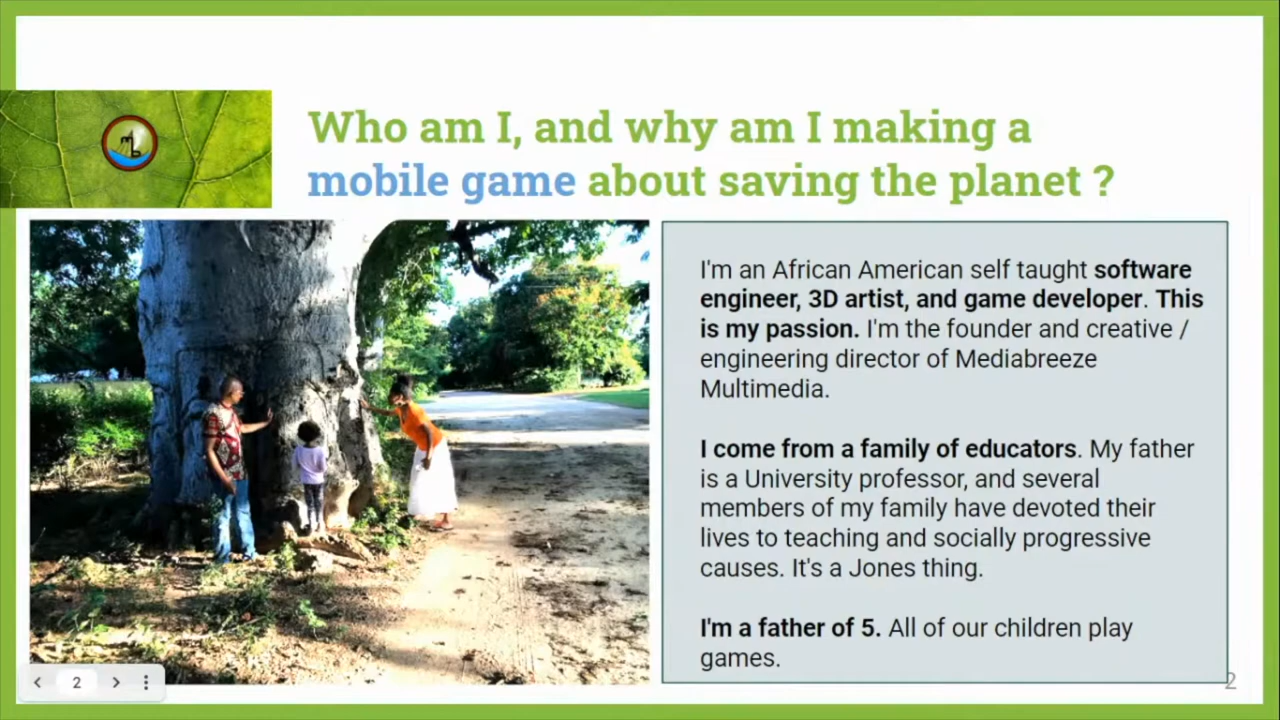 Who am I, and why am I making a
mobile game about saving the planet ?
I'm an African American self taught software
engineer, 3D artist, and game developer. This
is my passion. I'm the founder and creative /
engineering director of Mediabreeze
Multimedia.
I come from a family of educators. My father
is a University professor, and several
members of my family have devoted their
lives to teaching and socially progressive
causes. It's a Jones thing.
I'm a father of 5. All of our children play
games.
2
2